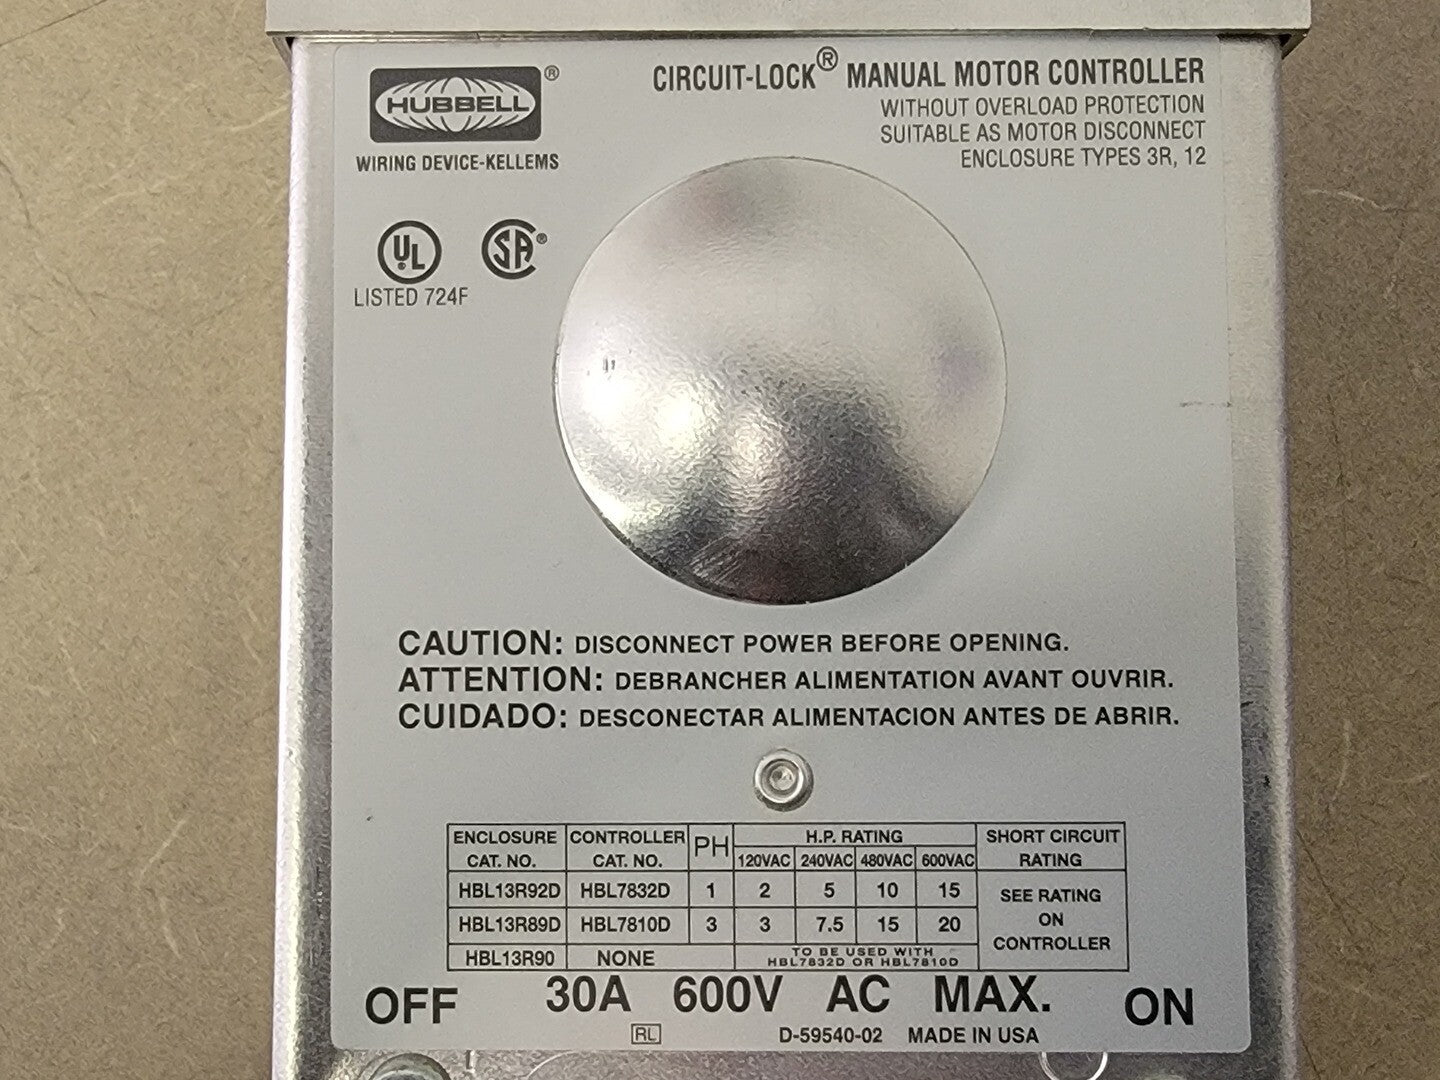 HUBBELL®
WIRING DEVICE-KELLEMS
CIRCUIT-LOCK® MANUAL MOTOR CONTROLLER
WITHOUT OVERLOAD PROTECTION
SUITABLE AS MOTOR DISCONNECT
ENCLOSURE TYPES 3R, 12
UL SA®
LISTED 724F
CAUTION: DISCONNECT POWER BEFORE OPENING.
ATTENTION: DEBRANCHER ALIMENTATION AVANT OUVRIR.
CUIDADO: DESCONECTAR ALIMENTACION ANTES DE ABRIR.
ENCLOSURE CAT. NO. CONTROLLER CAT. NO. PH H.P. RATING SHORT CIRCUIT RATING
120VAC 240VAC 480VAC 600VAC
HBL13R92D HBL7832D 1 2 5 10 15
HBL13R89D HBL7810D 3 3 7.5 15 20
SEE RATING
ON
CONTROLLER
HBL13R90 NONE TO BE USED WITH
HBL7832D OR HBL7810D
OFF 30A 600V AC MAX. ON
RL D-59540-02 MADE IN USA